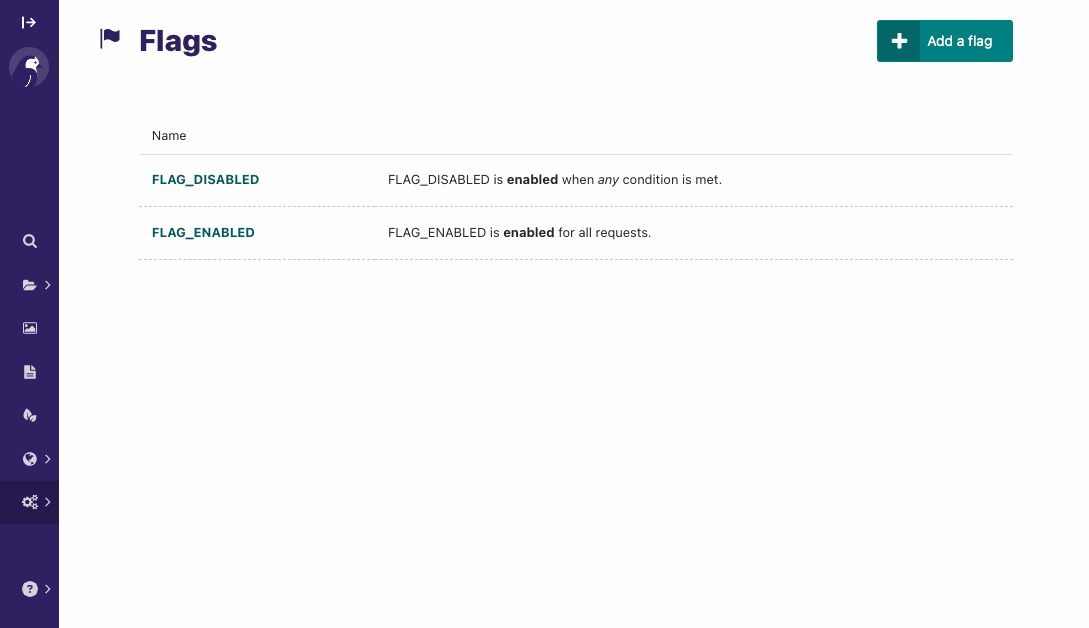 Flags
Add a flag
Name
FLAG_DISABLED FLAG_DISABLED is enabled when any condition is met.
FLAG_ENABLED FLAG_ENABLED is enabled for all requests.
?